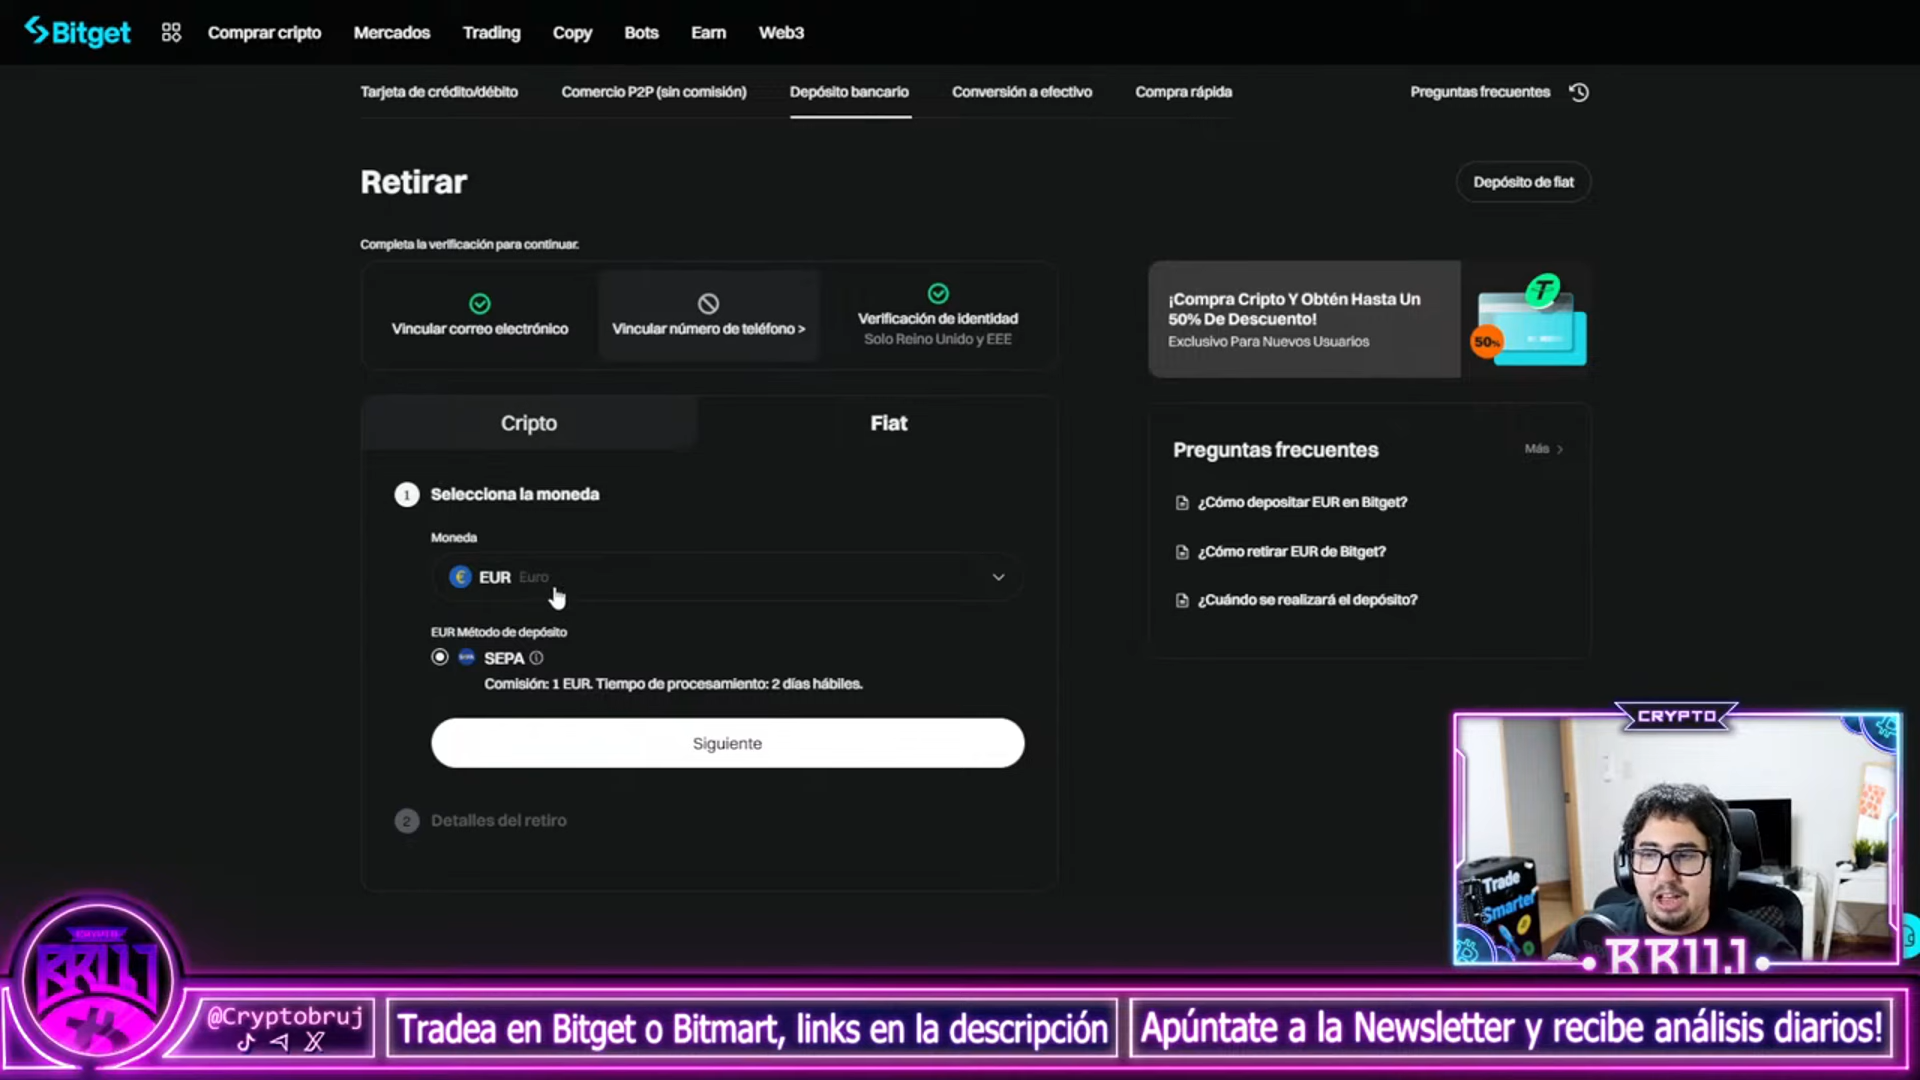 Bitget
Comprar cripto
Mercados
Trading
Copy
Bots
Earn
Web3
Tarjeta de crédito/débito
Comercio P2P (sin comisión)
Depósito bancario
Conversión a efectivo
Compra rápida
Preguntas frecuentes
Retirar
Depósito de fiat
Completa la verificación para continuar.
Vincular correo electrónico
Vincular número de teléfono >
Verificación de identidad
Solo Reino Unido y EEE
¡Compra Cripto Y Obtén Hasta Un
50% De Descuento!
Exclusivo Para Nuevos Usuarios
50%
Cripto
Fiat
1 Selecciona la moneda
Moneda
EUR Euro
EUR Método de depósito
SEPA
Comisión: 1 EUR. Tiempo de procesamiento: 2 días hábiles.
Siguiente
2 Detalles del retiro
Preguntas frecuentes
Más >
¿Cómo depositar EUR en Bitget?
¿Cómo retirar EUR de Bitget?
¿Cuándo se realizará el depósito?
CRYPTO
Trade
Smarter
BRUJ
CRYPTO
BRUJ
@Cryptobruj
Tradea en Bitget o Bitmart, links en la descripción
Apúntate a la Newsletter y recibe análisis diarios!